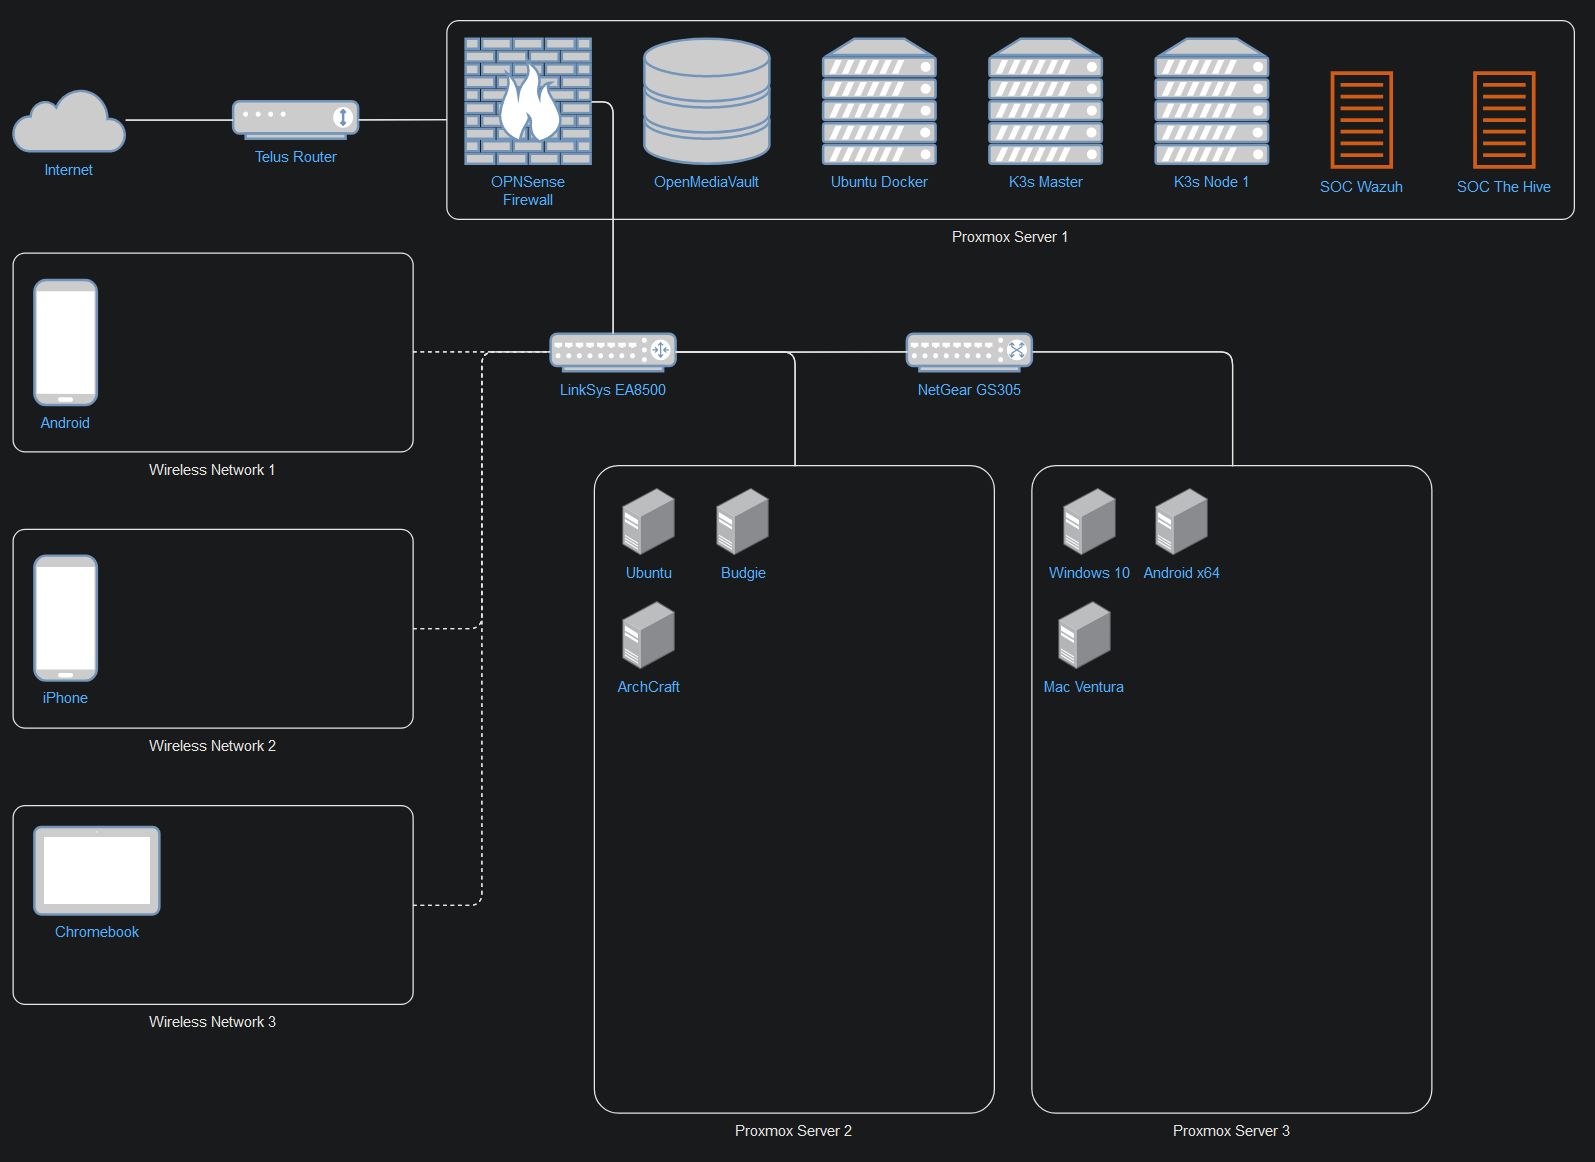 Internet
Telus Router
OPNSense
Firewall
OpenMediaVault
Ubuntu Docker
K3s Master
K3s Node 1
SOC Wazuh
SOC The Hive
Proxmox Server 1
Android
Wireless Network 1
LinkSys EA8500
NetGear GS305
iPhone
Wireless Network 2
Chromebook
Wireless Network 3
Ubuntu
Budgie
ArchCraft
Proxmox Server 2
Windows 10
Android x64
Mac Ventura
Proxmox Server 3